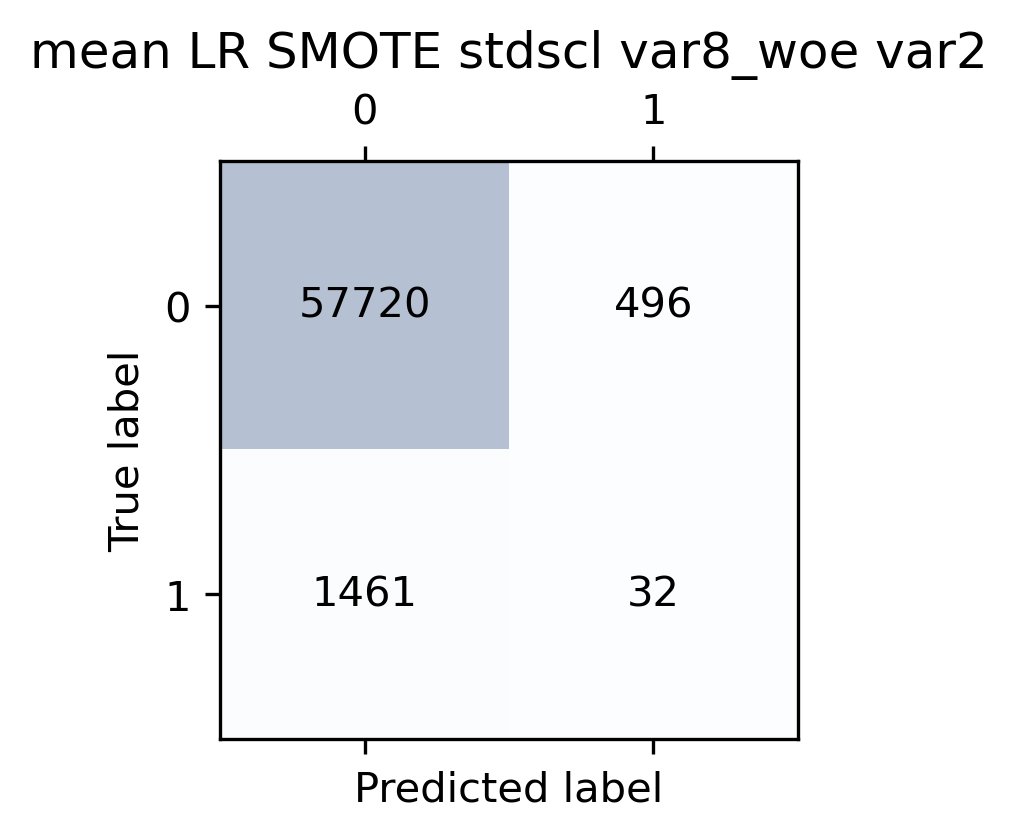 mean LR SMOTE stdscl var8_woe var2
0 1
0 57720 496
True label
1 1461 32
Predicted label